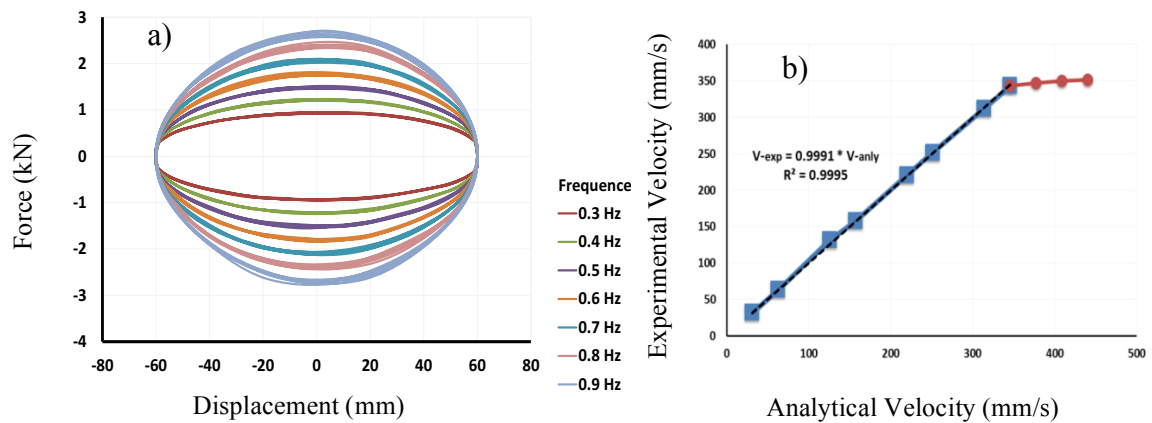 a)
3
2
1
0
-1
-2
-3
-4
-80 -60 -40 -20 0 20 40 60 80
Force (kN)
Displacement (mm)
Frequence
0.3 Hz
0.4 Hz
0.5 Hz
0.6 Hz
0.7 Hz
0.8 Hz
0.9 Hz
b)
400
350
300
250
200
150
100
50
0
0 100 200 300 400 500
V-exp = 0.9991 * V-anly
R² = 0.9995
Experimental Velocity (mm/s)
Analytical Velocity (mm/s)